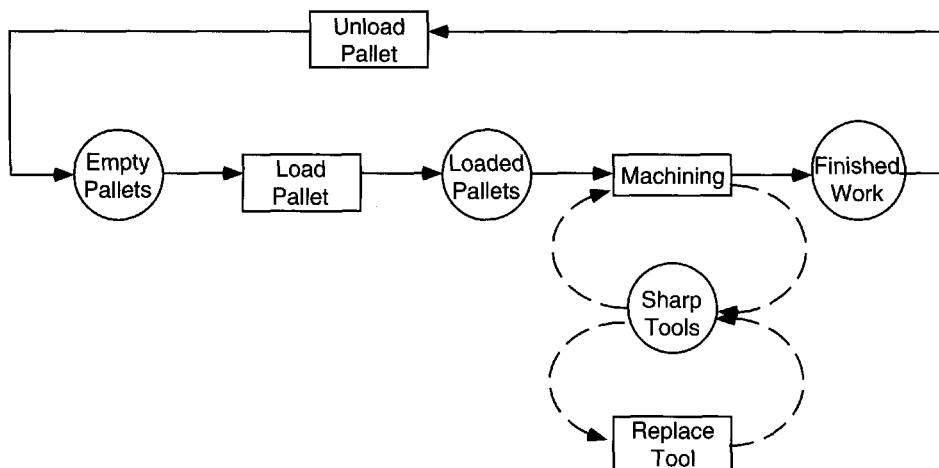 Unload
Pallet
Empty
Pallets
Load
Pallet
Loaded
Pallets
Machining
Finished
Work
Sharp
Tools
Replace
Tool